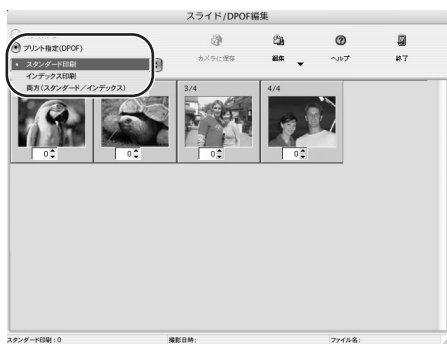 スライド/DPOF編集
プリント指定(DPOF)
カメラに保存
編集
ヘルプ
終了
スタンダード印刷
インデックス印刷
両方(スタンダード/インデックス)
3/4
4/4
0
0
0
0
スタンダード印刷:0
撮影日時:
ファイル名: